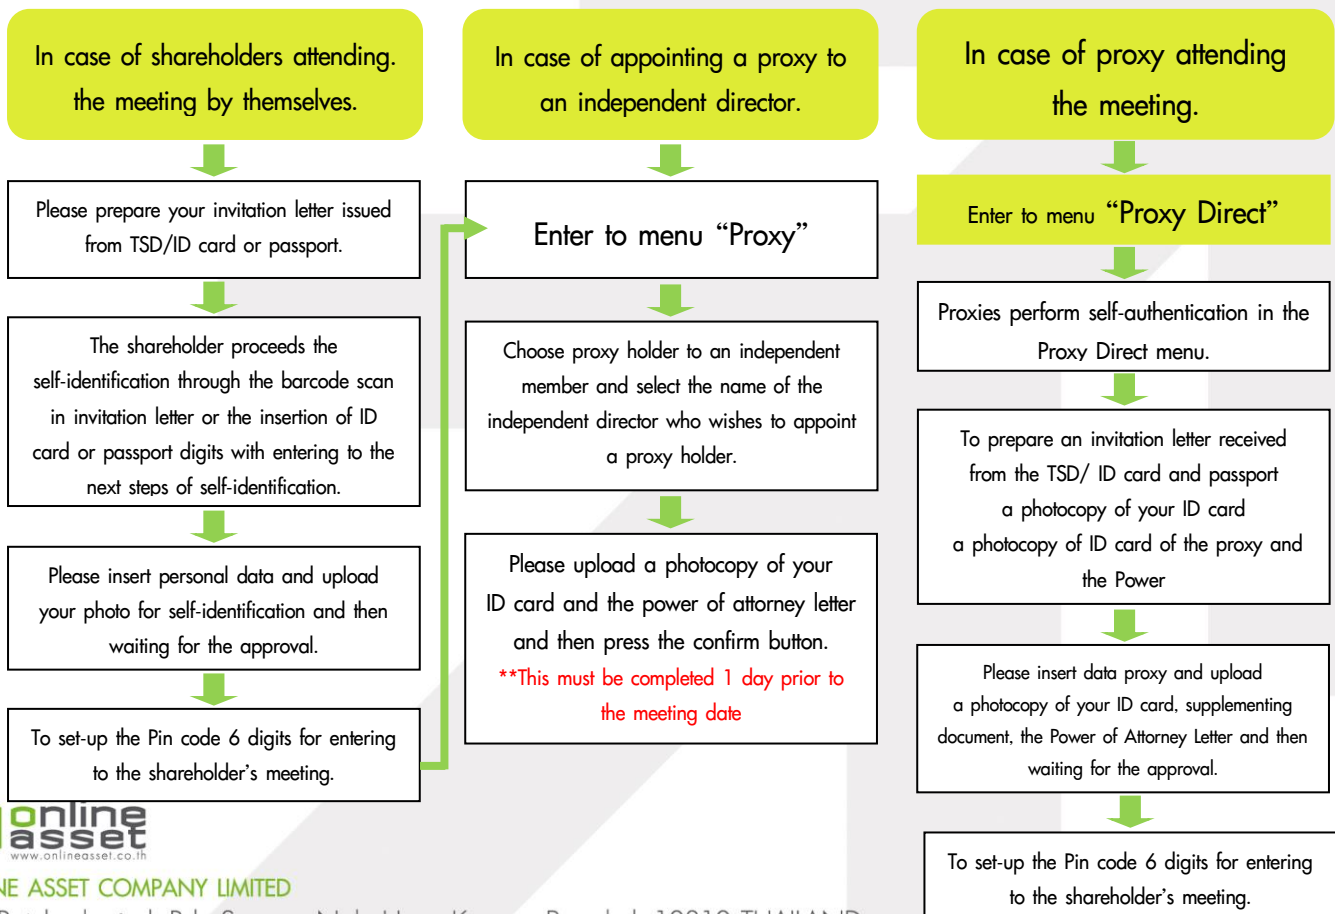 In case of shareholders attending.
the meeting by themselves.
Please prepare your invitation letter issued
from TSD/ID card or passport.
The shareholder proceeds the
self-identification through the barcode scan
in invitation letter or the insertion of ID
card or passport digits with entering to the
next steps of self-identification.
Please insert personal data and upload
your photo for self-identification and then
waiting for the approval.
To set-up the Pin code 6 digits for entering
to the shareholder's meeting.
In case of appointing a proxy to
an independent director.
Enter to menu “Proxy”
Choose proxy holder to an independent
member and select the name of the
independent director who wishes to appoint
a proxy holder.
Please upload a photocopy of your
ID card and the power of attorney letter
and then press the confirm button.
**This must be completed 1 day prior to
the meeting date
In case of proxy attending
the meeting.
Enter to menu “Proxy Direct”
Proxies perform self-authentication in the
Proxy Direct menu.
To prepare an invitation letter received
from the TSD/ ID card and passport
a photocopy of your ID card
a photocopy of ID card of the proxy and
the Power
Please insert data proxy and upload
a photocopy of your ID card, supplementing
document, the Power of Attorney Letter and then
waiting for the approval.
To set-up the Pin code 6 digits for entering
to the shareholder's meeting.
online
asset
www.onlineasset.co.th
NE ASSET COMPANY LIMITED
10310 THAILAND